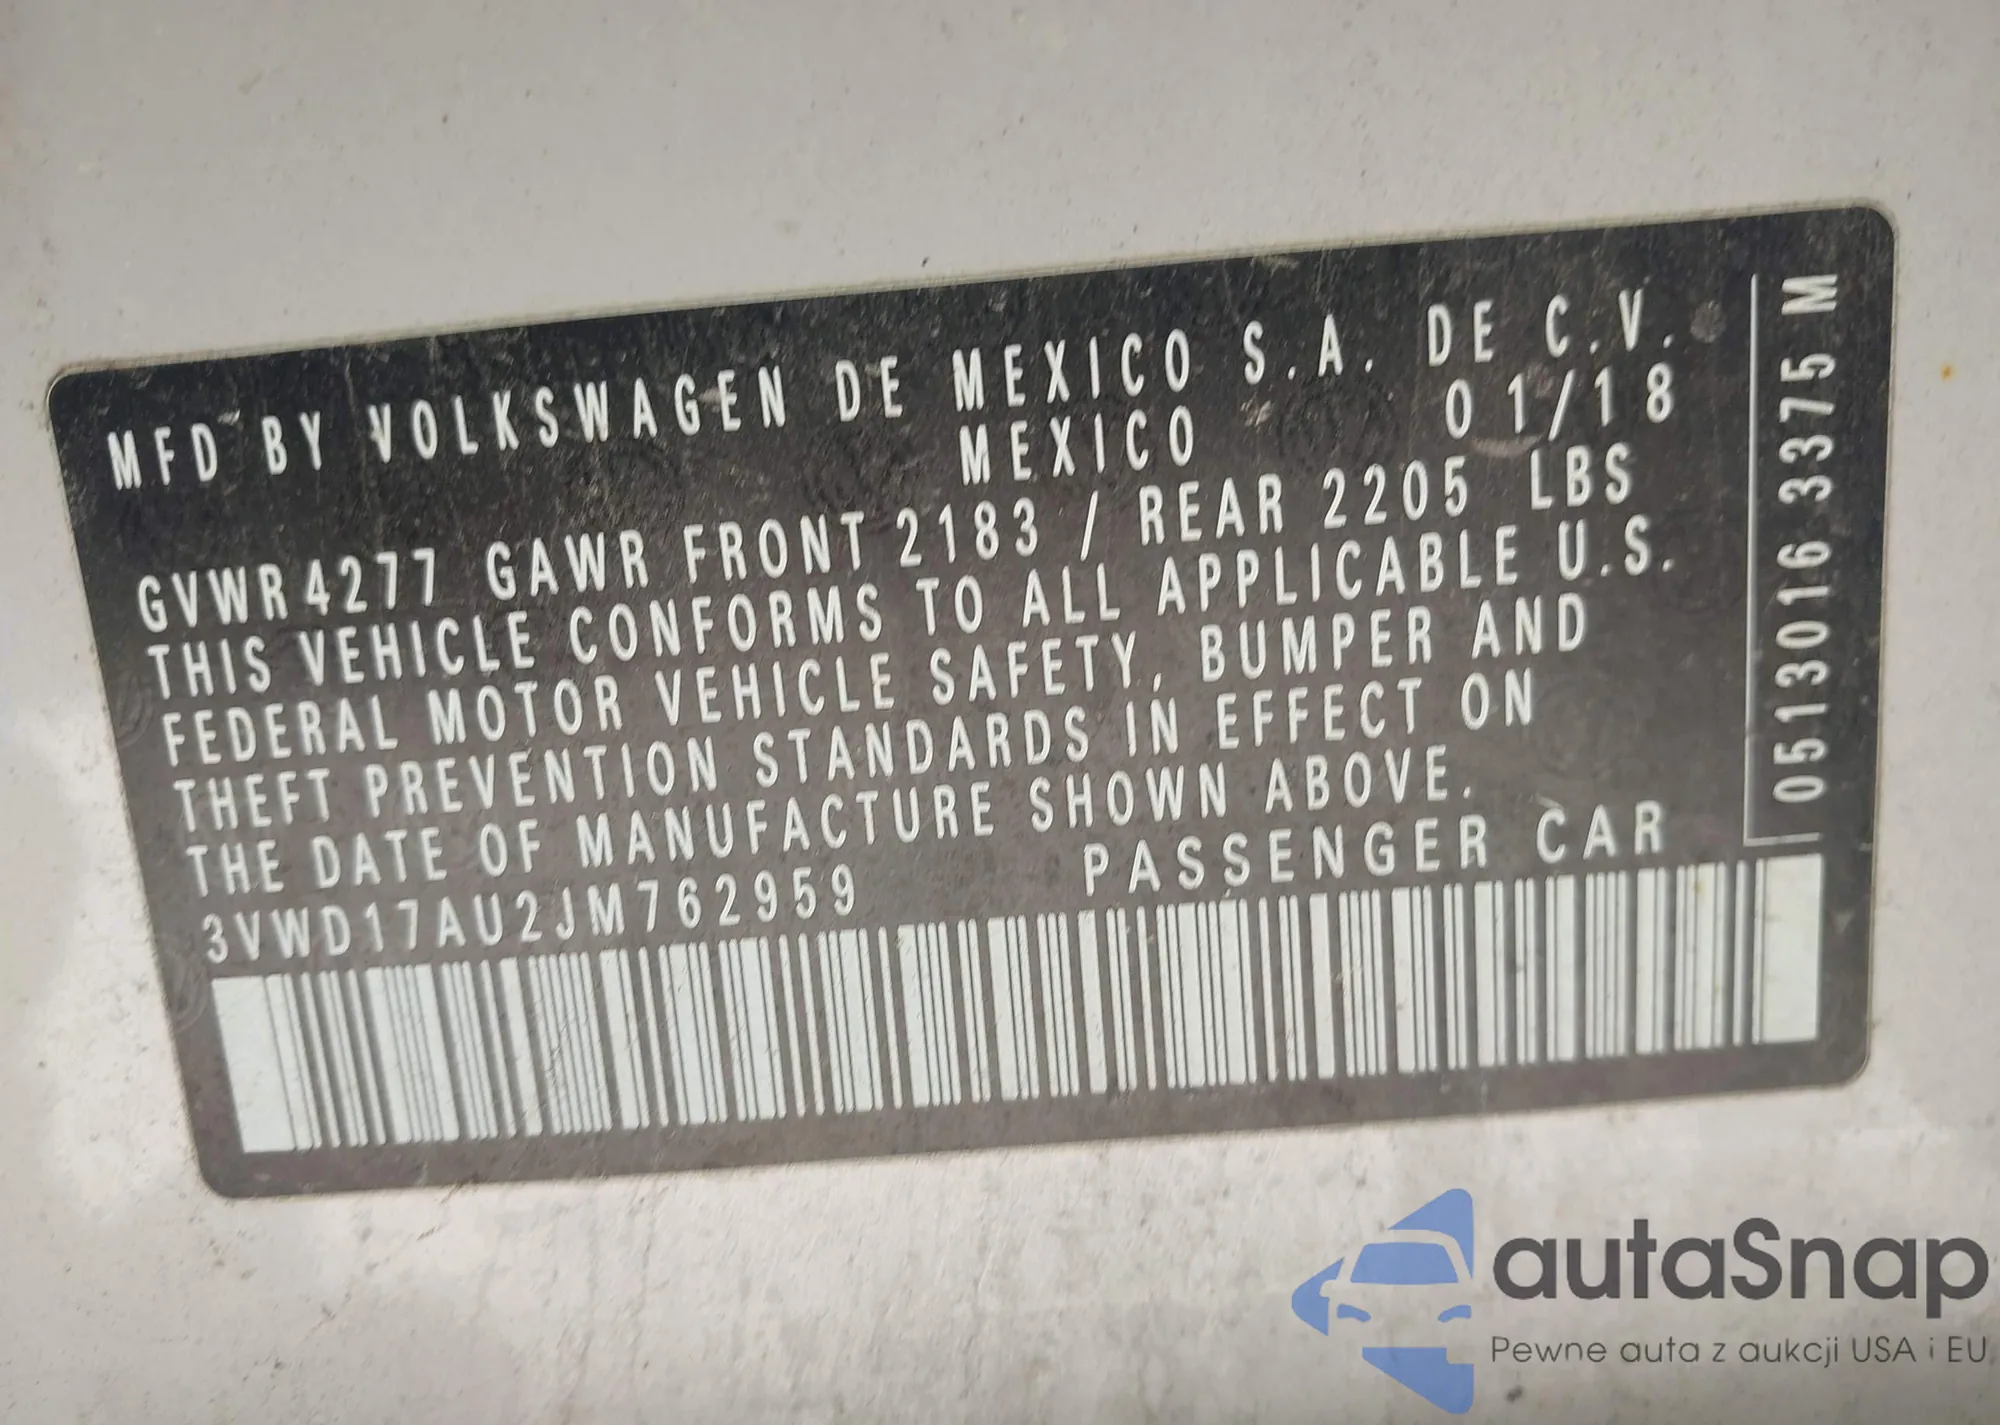 MFD BY VOLKSWAGEN DE MEXICO S.A. DE C.V.
MEXICO 01/18
GVWR 4277 GAWR FRONT 2183 / REAR 2205 LBS
THIS VEHICLE CONFORMS TO ALL APPLICABLE U.S.
FEDERAL MOTOR VEHICLE SAFETY, BUMPER AND
THEFT PREVENTION STANDARDS IN EFFECT ON
THE DATE OF MANUFACTURE SHOWN ABOVE.
3VWD17AU2JM762959 PASSENGER CAR
0513016 3375 M
autaSnap
Pewne auta z aukcji USA i EU